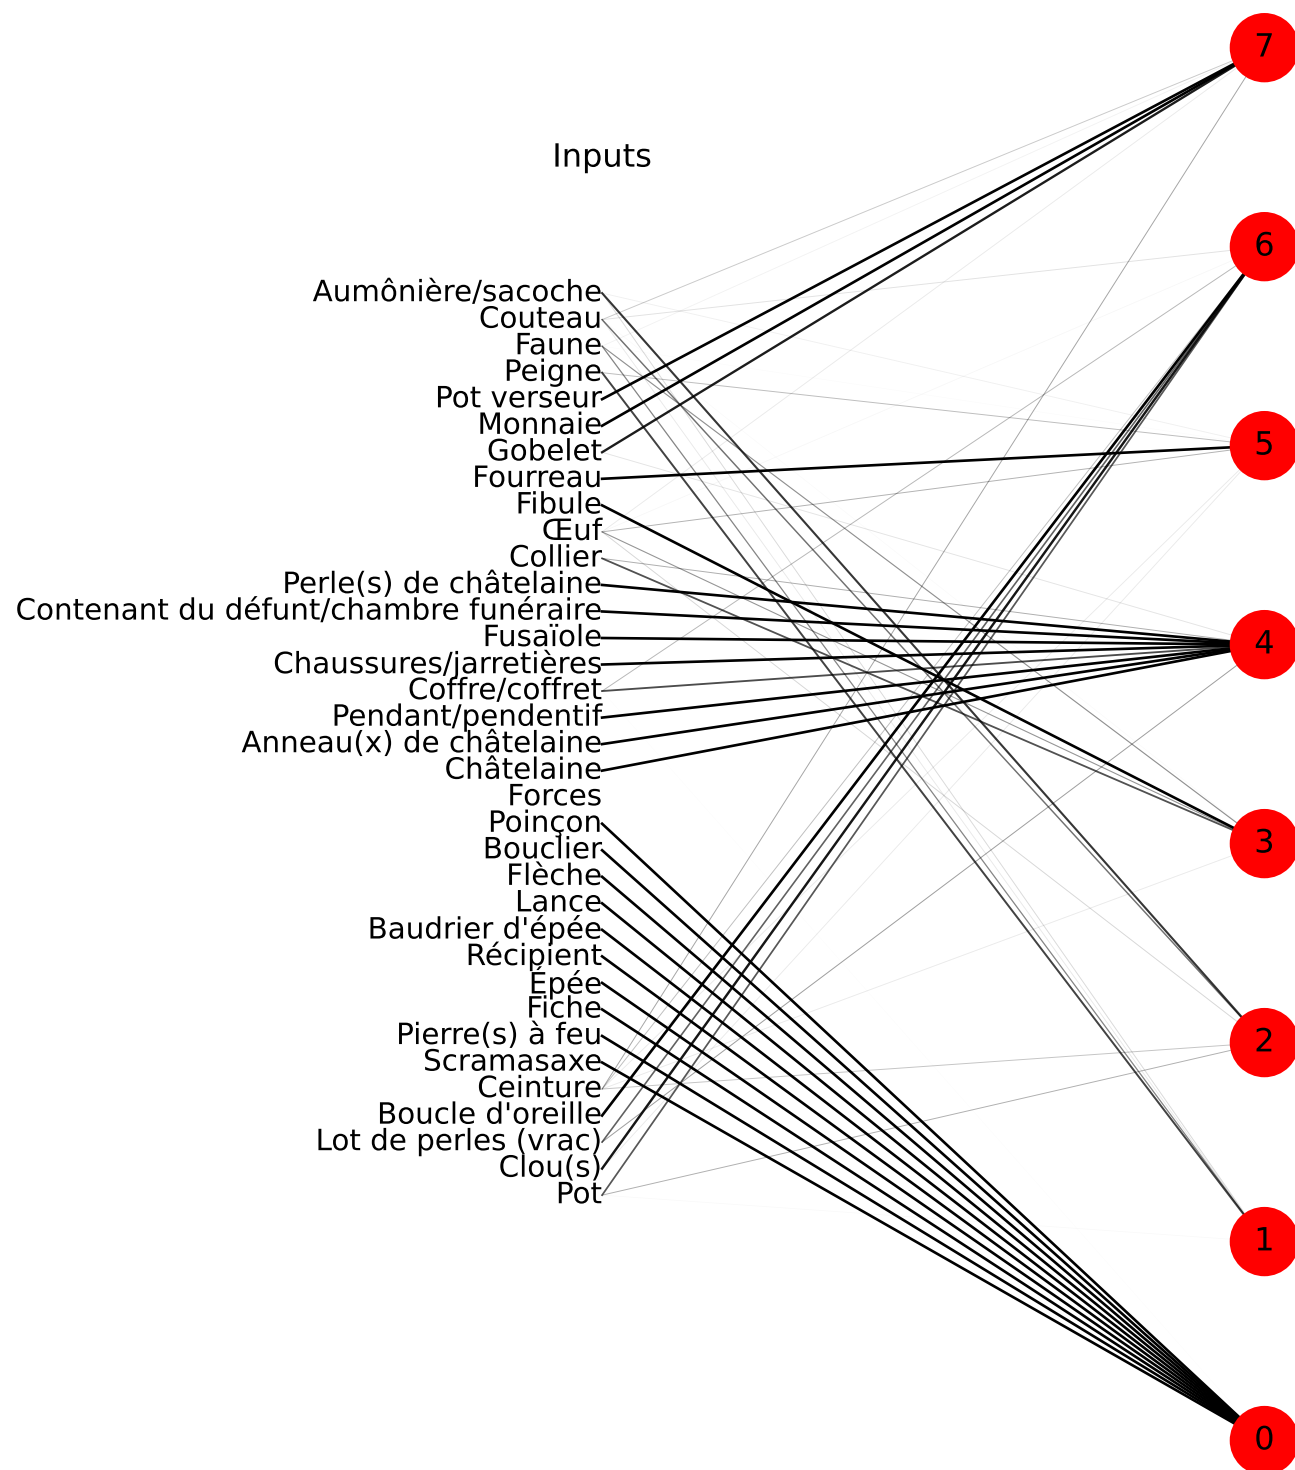 7
Inputs
6
Aumônière/sacoche
Couteau
Faune
Peigne
Pot verseur
Monnaie
5
Gobelet
Fourreau
Fibule
Œuf
Collier
Perle(s) de châtelaine
Contenant du défunt/chambre funéraire
Fusaïole
4
Chaussures/jarretières
Coffre/coffret
Pendant/pendentif
Anneau(x) de châtelaine
Châtelaine
Forces
Poinçon
3
Bouclier
Flèche
Lance
Baudrier d'épée
Récipient
Épée
Fiche
Pierre(s) à feu
2
Scramasaxe
Ceinture
Boucle d'oreille
Lot de perles (vrac)
Clou(s)
Pot
1
0